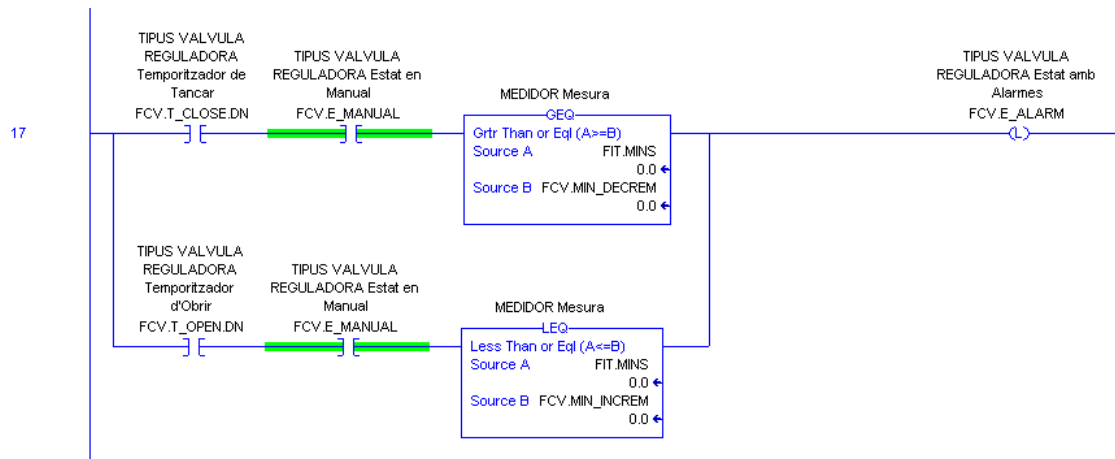 TIPUS VALVULA
REGULADORA
Temporitzador de
Tancar
FCV.T_CLOSE.DN
TIPUS VALVULA
REGULADORA Estat en
Manual
FCV.E_MANUAL
MEDIDOR Mesura
GEQ
Grtr Than or Eql (A>=B)
Source A FIT.MINS
0.0
Source B FCV.MIN_DECREM
0.0
TIPUS VALVULA
REGULADORA Estat amb
Alarmes
FCV.E_ALARM
L
17
TIPUS VALVULA
REGULADORA
Temporitzador
d'Obrir
FCV.T_OPEN.DN
TIPUS VALVULA
REGULADORA Estat en
Manual
FCV.E_MANUAL
MEDIDOR Mesura
LEQ
Less Than or Eql (A<=B)
Source A FIT.MINS
0.0
Source B FCV.MIN_INCREM
0.0